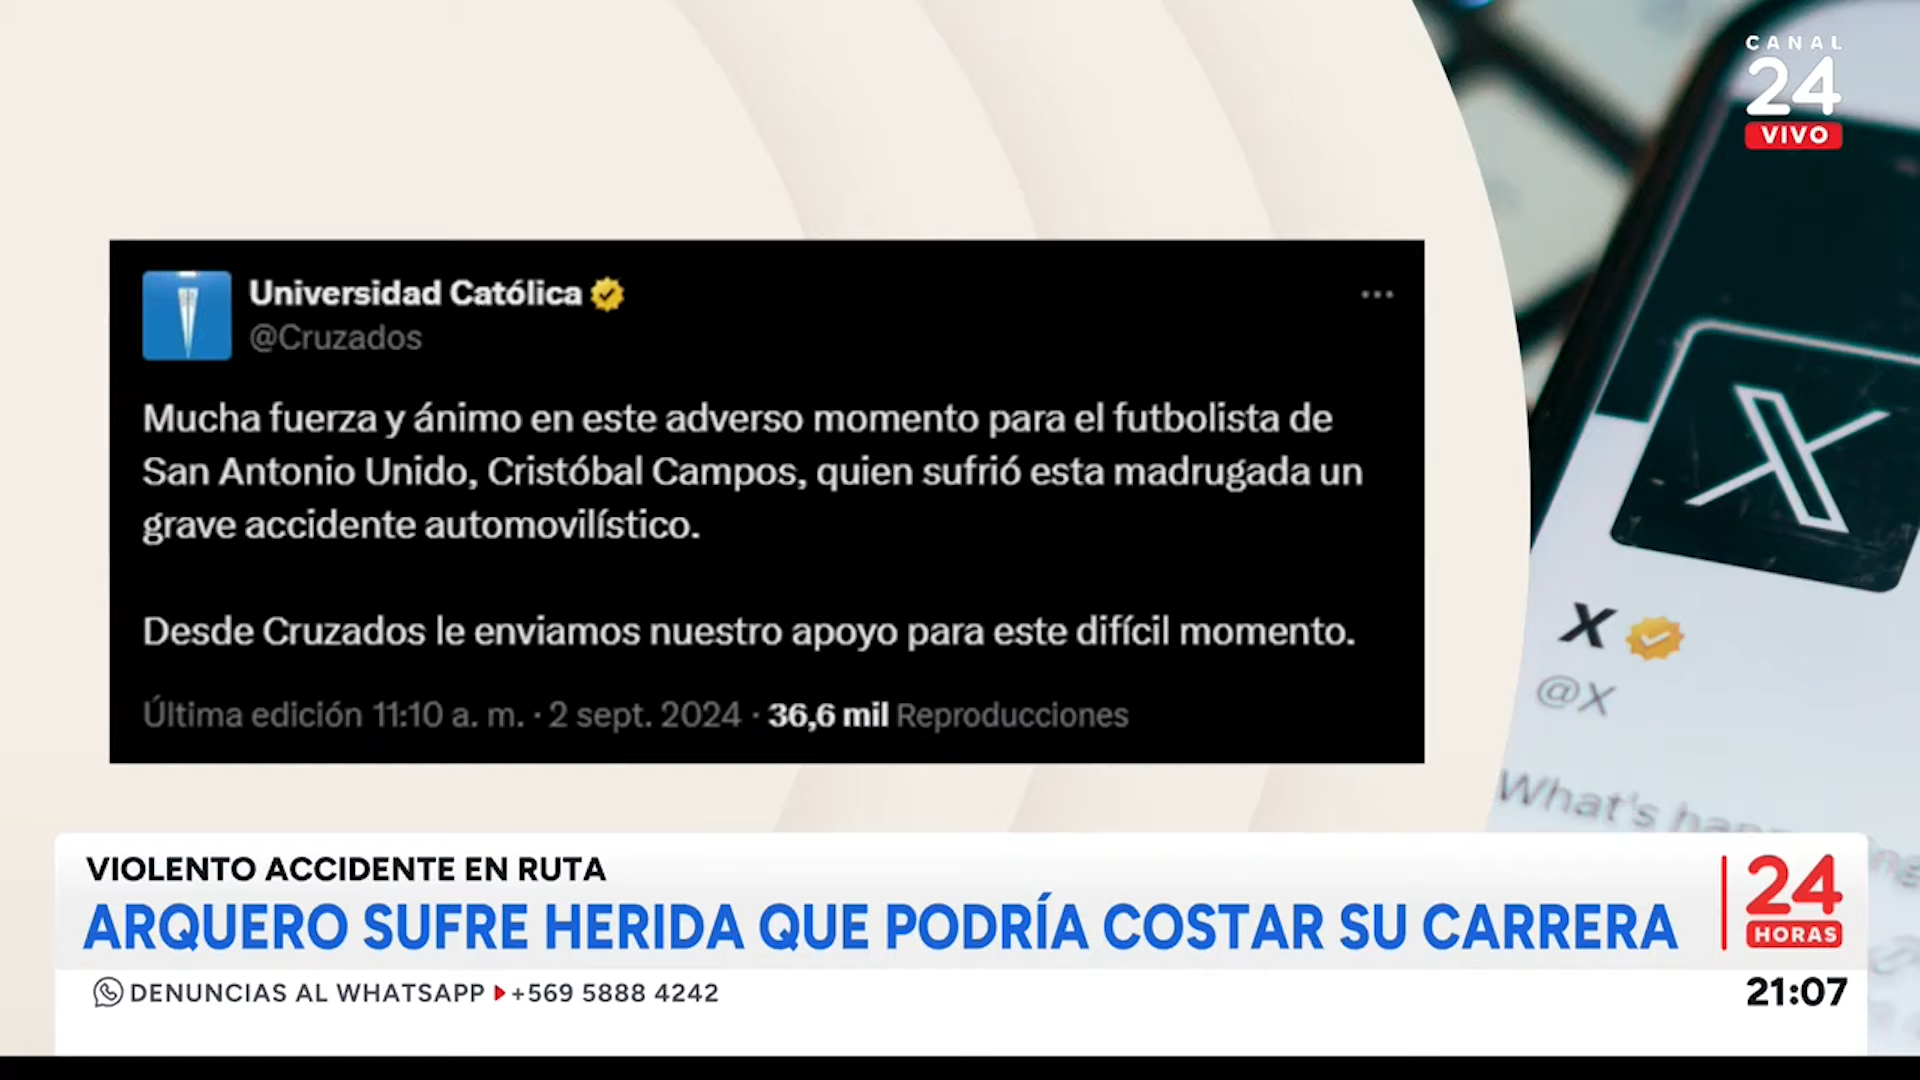 CANAL
24
VIVO
Universidad Católica
@Cruzados
Mucha fuerza y ánimo en este adverso momento para el futbolista de
San Antonio Unido, Cristóbal Campos, quien sufrió esta madrugada un
grave accidente automovilístico.
Desde Cruzados le enviamos nuestro apoyo para este difícil momento.
Última edición 11:10 a. m. · 2 sept. 2024 · 36,6 mil Reproducciones
X
@X
What's
VIOLENTO ACCIDENTE EN RUTA
ARQUERO SUFRE HERIDA QUE PODRÍA COSTAR SU CARRERA
24
HORAS
DENUNCIAS AL WHATSAPP +569 5888 4242
21:07